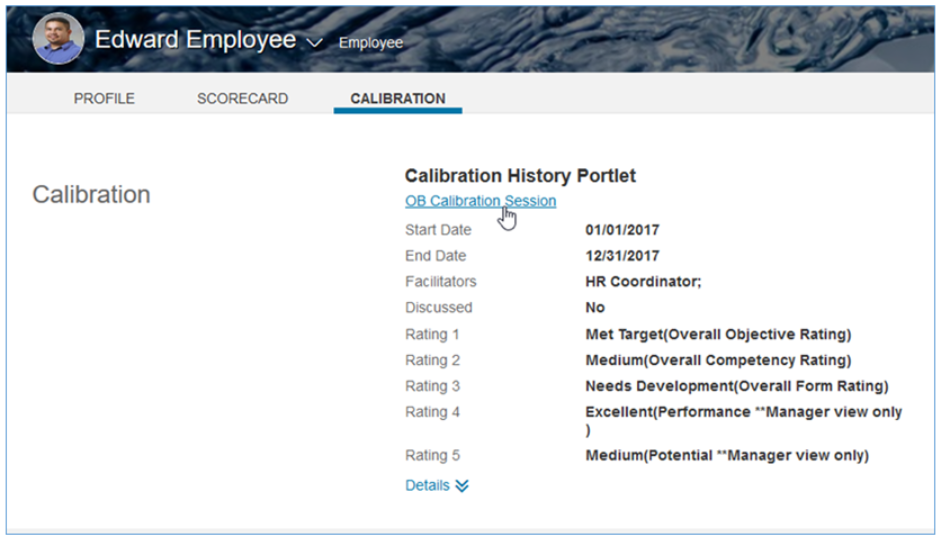 Edward Employee Employee
PROFILE SCORECARD CALIBRATION
Calibration
Calibration History Portlet
OB Calibration Session
Start Date 01/01/2017
End Date 12/31/2017
Facilitators HR Coordinator;
Discussed No
Rating 1 Met Target(Overall Objective Rating)
Rating 2 Medium(Overall Competency Rating)
Rating 3 Needs Development(Overall Form Rating)
Rating 4 Excellent(Performance **Manager view only
)
Rating 5 Medium(Potential **Manager view only)
Details